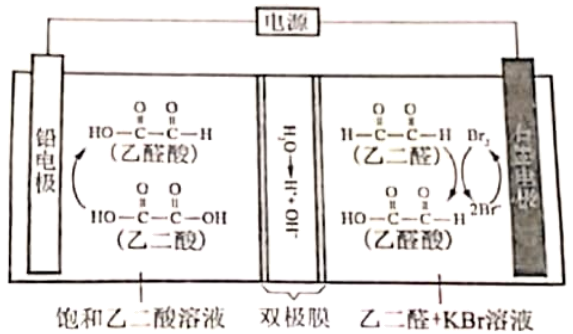 电源
铅电极
O O
HO—C—C—H
(乙醛酸)
O O
HO—C—C—OH
(乙二酸)
H₂O→H⁺+OH⁻
O O
H—C—C—H
(乙二醛)
Br₂
2Br⁻
O O
HO—C—C—H
(乙醛酸)
电极
饱和乙二酸溶液
双极膜
乙二醛+KBr溶液